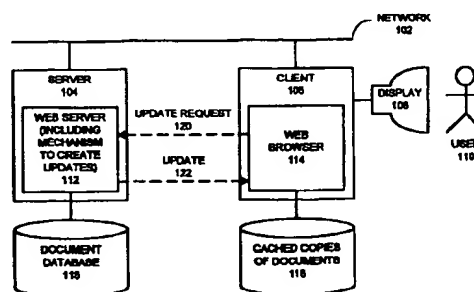 NETWORK
102
SERVER
104
WEB SERVER
(INCLUDING
MECHANISM
TO CREATE
UPDATES)
112
UPDATE REQUEST
120
UPDATE
122
CLIENT
106
WEB
BROWSER
114
DISPLAY
108
USER
110
DOCUMENT
DATABASE
118
CACHED COPIES
OF DOCUMENTS
116